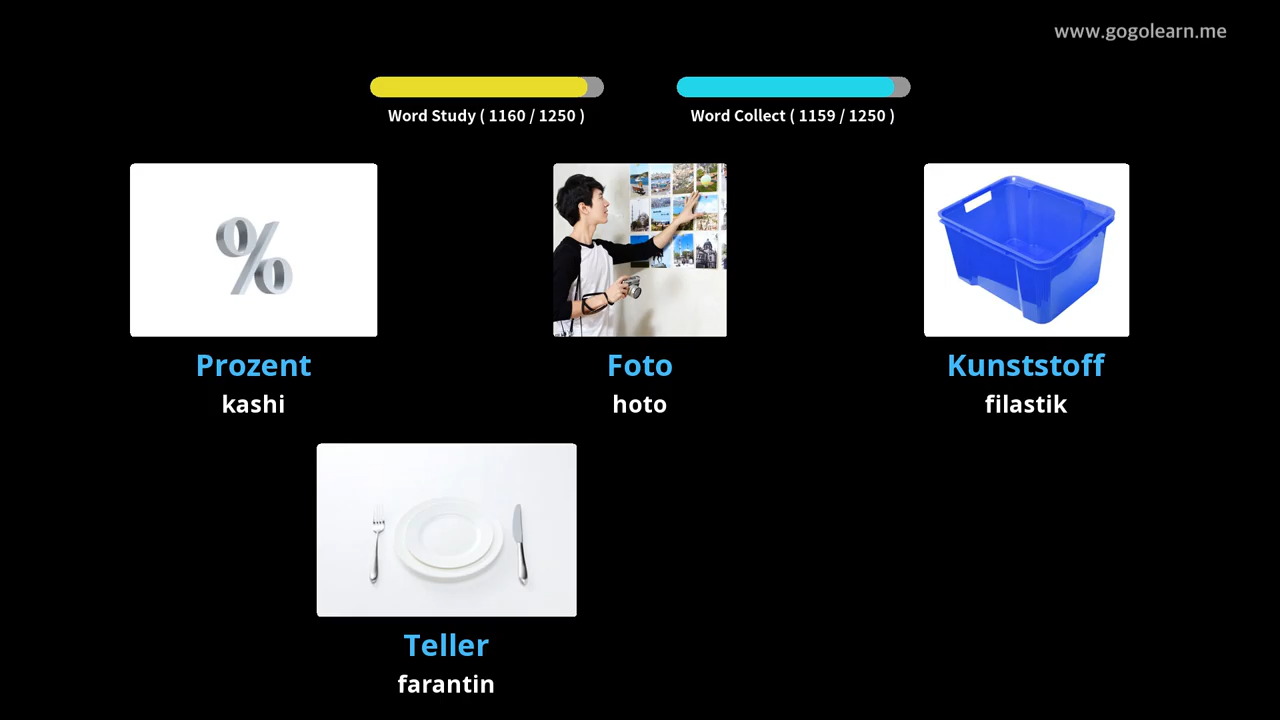 www.gogolearn.me
Word Study ( 1160 / 1250 )
Word Collect ( 1159 / 1250 )
%
Prozent
kashi
Foto
hoto
Kunststoff
filastik
Teller
farantin